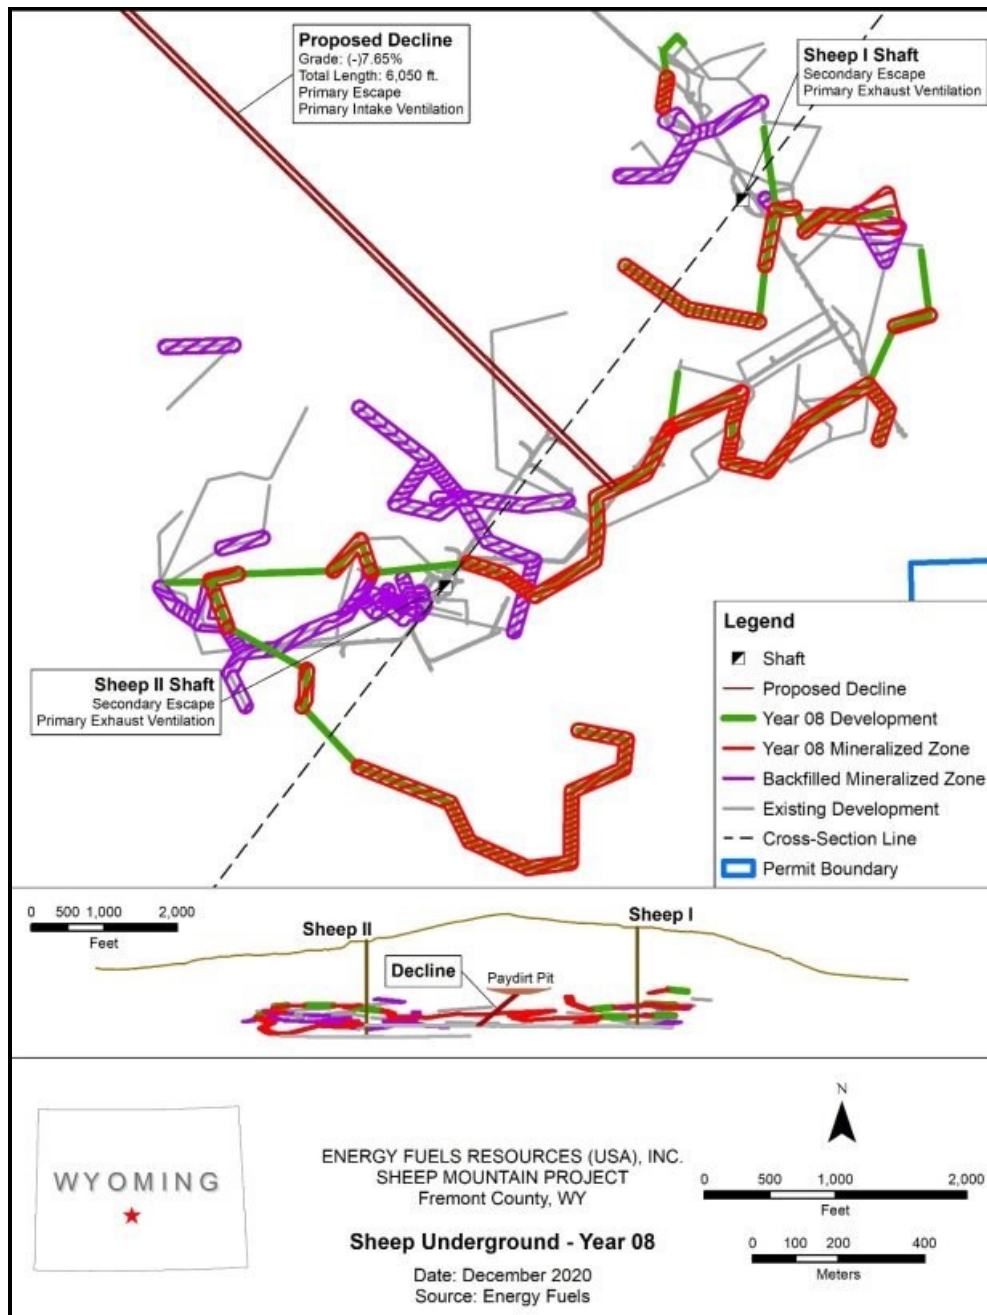 Proposed Decline
Grade: (-)7.65%
Total Length: 6,050 ft.
Primary Escape
Primary Intake Ventilation
Sheep I Shaft
Secondary Escape
Primary Exhaust Ventilation
Sheep II Shaft
Secondary Escape
Primary Exhaust Ventilation
Legend
Shaft
Proposed Decline
Year 08 Development
Year 08 Mineralized Zone
Backfilled Mineralized Zone
Existing Development
Cross-Section Line
Permit Boundary
0 500 1,000 2,000
Feet
Sheep II
Sheep I
Decline
Paydirt Pit
WYOMING
ENERGY FUELS RESOURCES (USA), INC.
SHEEP MOUNTAIN PROJECT
Fremont County, WY
Sheep Underground - Year 08
Date: December 2020
Source: Energy Fuels
N
0 500 1,000 2,000
Feet
0 100 200 400
Meters